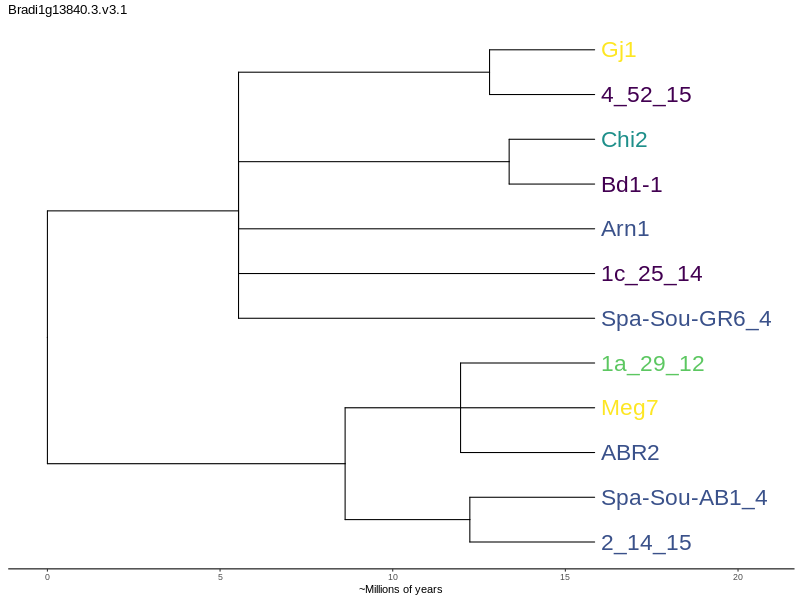 Bradi1g13840.3.v3.1
Gj1
4_52_15
Chi2
Bd1-1
Arn1
1c_25_14
Spa-Sou-GR6_4
1a_29_12
Meg7
ABR2
Spa-Sou-AB1_4
2_14_15
0 5 10 15 20
~Millions of years